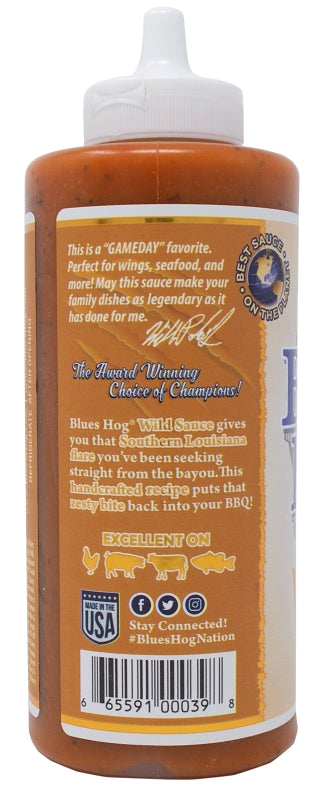 This is a "GAMEDAY" favorite.
Perfect for wings, seafood, and
more! May this sauce make your
family dishes as legendary as it
has done for me.
The Award Winning
Choice of Champions!
Blues Hog® Wild Sauce gives
you that Southern Louisiana
flare you've been seeking
straight from the bayou. This
handcrafted recipe puts that
zesty bite back into your BBQ!
EXCELLENT ON
MADE IN THE
USA
Stay Connected!
#BluesHogNation
6 65591 00039 8
BEST SAUCE
ON THE PLANET
REFRIGERATE AFTER OPENING